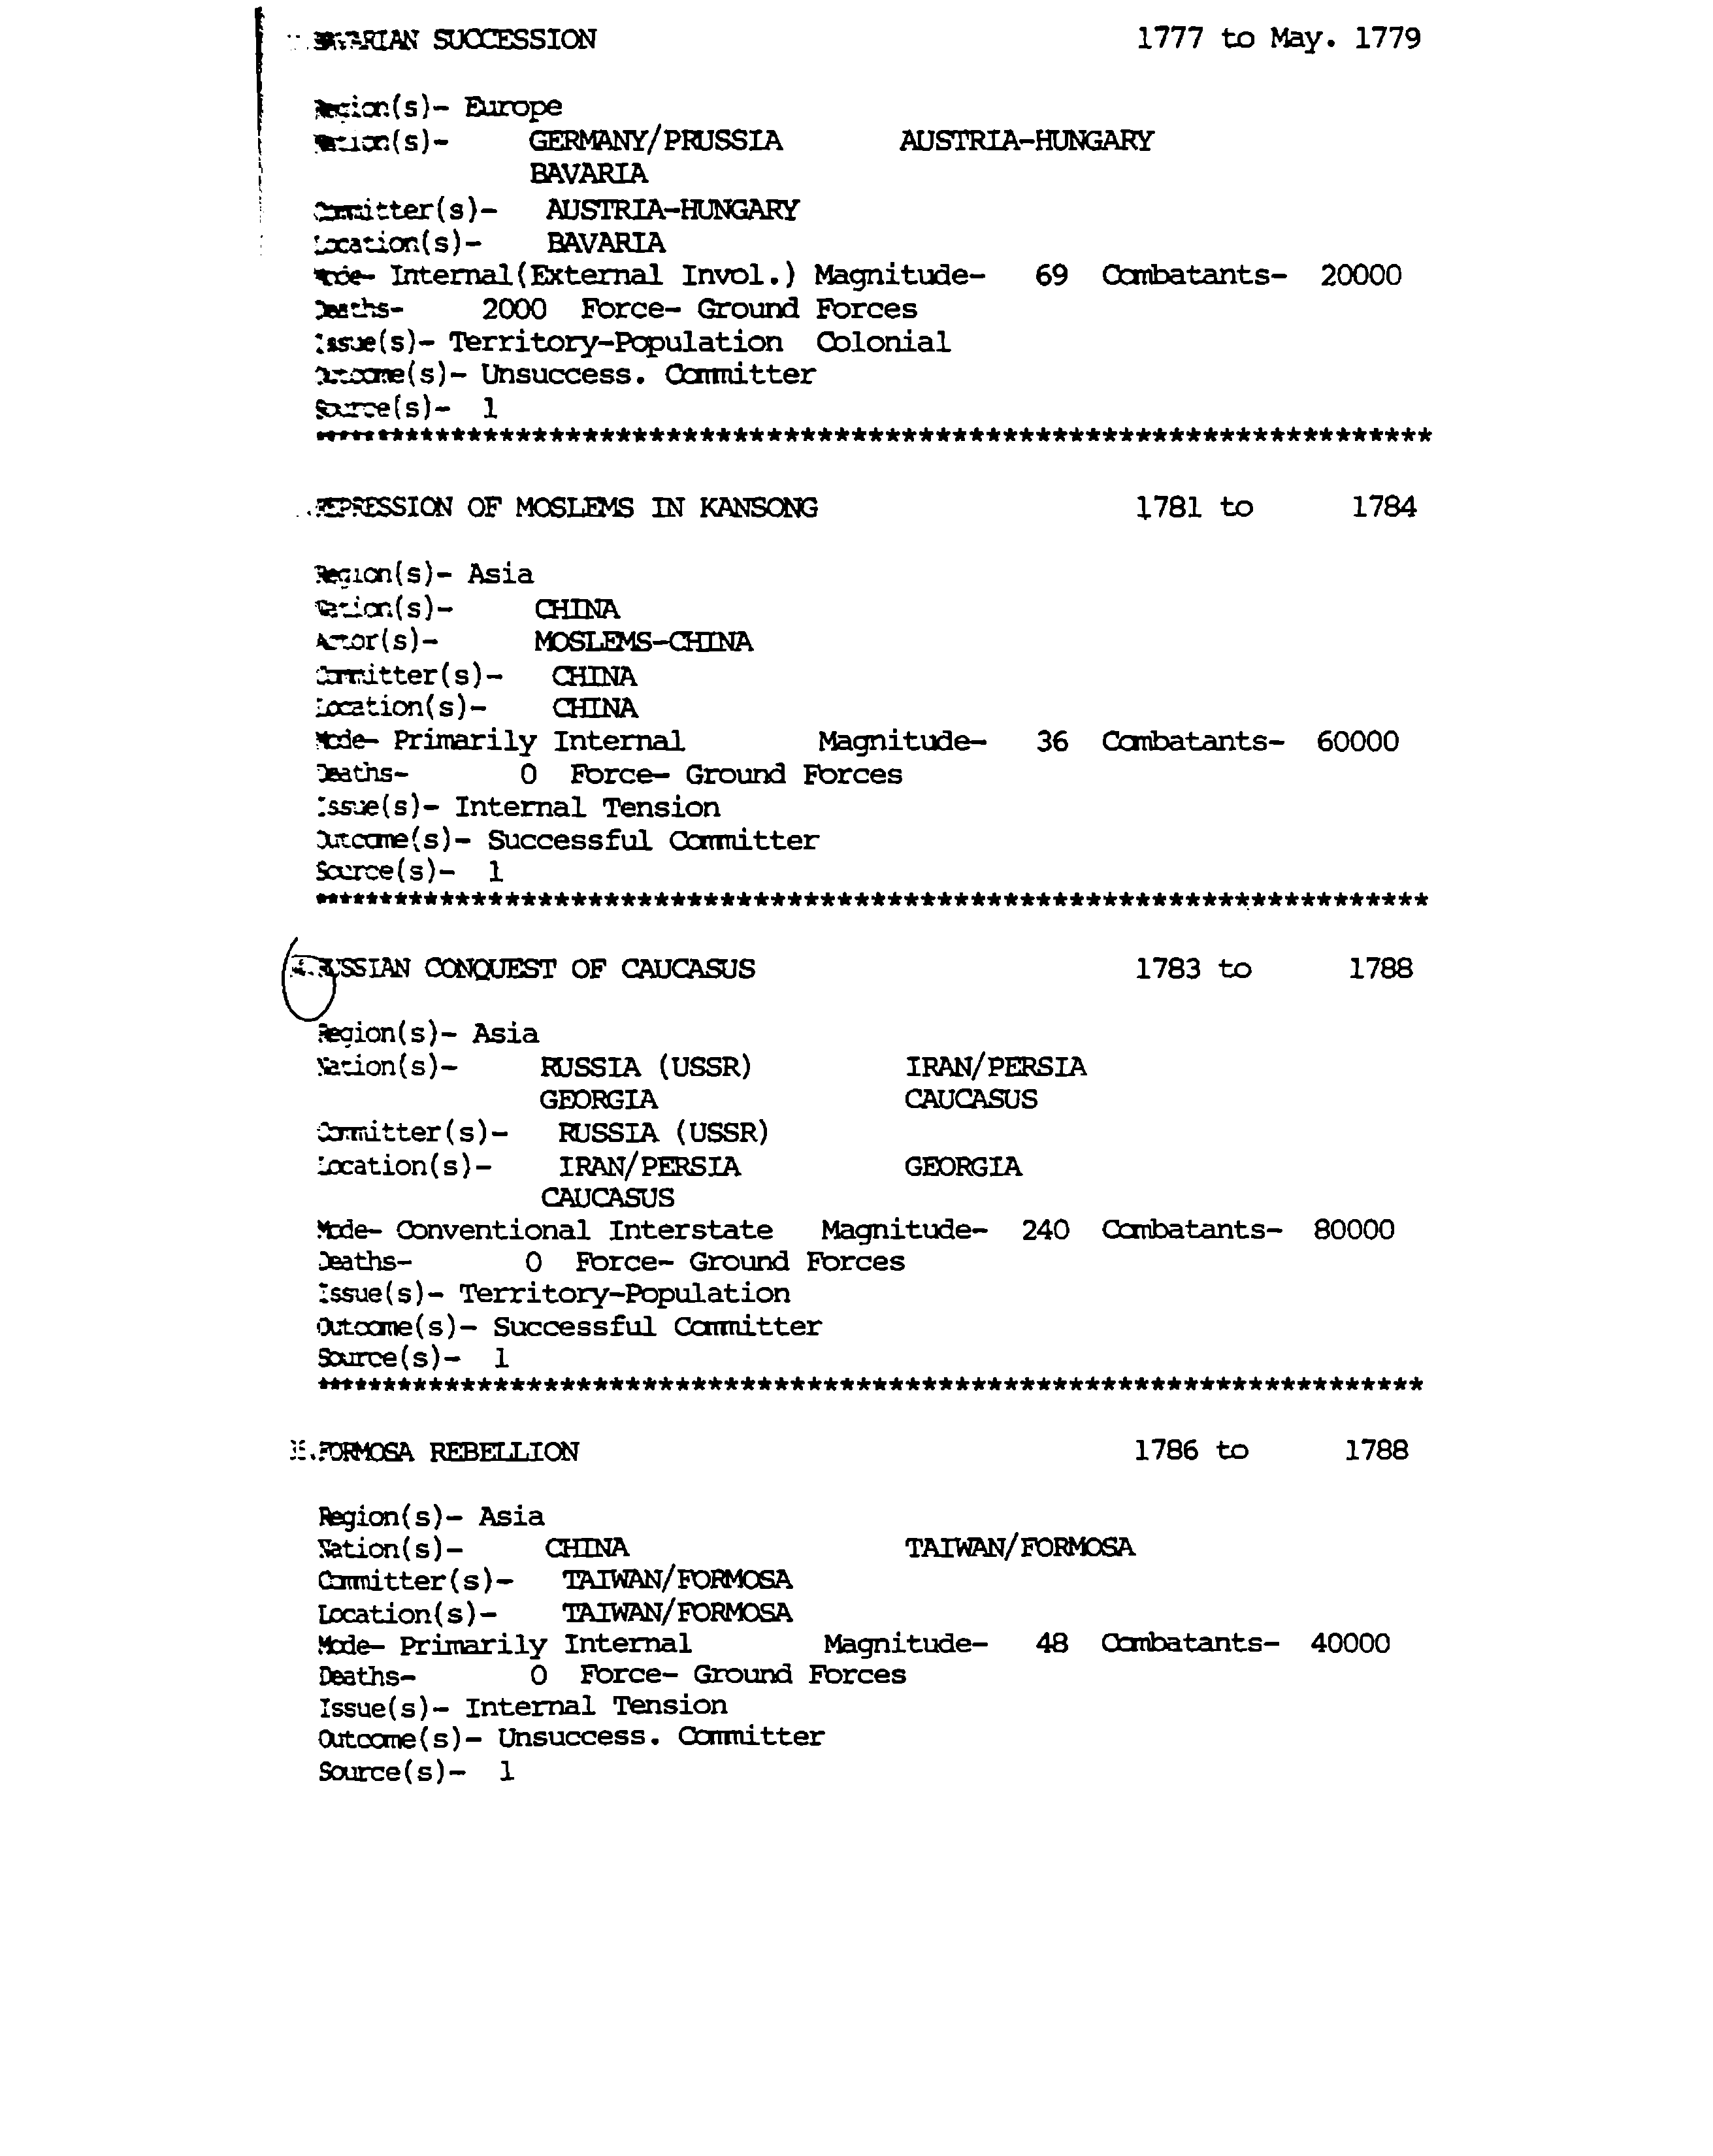 BAVARIAN SUCCESSION 1777 to May. 1779
Region(s)- Europe
Nation(s)- GERMANY/PRUSSIA AUSTRIA-HUNGARY
BAVARIA
Committer(s)- AUSTRIA-HUNGARY
Location(s)- BAVARIA
Mode- Internal(External Invol.) Magnitude- 69 Combatants- 20000
Deaths- 2000 Force- Ground Forces
Issue(s)- Territory-Population Colonial
Outcome(s)- Unsuccess. Committer
Source(s)- 1
**********************************************************************
REPRESSION OF MOSLEMS IN KANSONG 1781 to 1784
Region(s)- Asia
Nation(s)- CHINA
Actor(s)- MOSLEMS-CHINA
Committer(s)- CHINA
Location(s)- CHINA
Mode- Primarily Internal Magnitude- 36 Combatants- 60000
Deaths- 0 Force- Ground Forces
Issue(s)- Internal Tension
Outcome(s)- Successful Committer
Source(s)- 1
**********************************************************************
RUSSIAN CONQUEST OF CAUCASUS 1783 to 1788
Region(s)- Asia
Nation(s)- RUSSIA (USSR) IRAN/PERSIA
GEORGIA CAUCASUS
Committer(s)- RUSSIA (USSR)
Location(s)- IRAN/PERSIA GEORGIA
CAUCASUS
Mode- Conventional Interstate Magnitude- 240 Combatants- 80000
Deaths- 0 Force- Ground Forces
Issue(s)- Territory-Population
Outcome(s)- Successful Committer
Source(s)- 1
**********************************************************************
FORMOSA REBELLION 1786 to 1788
Region(s)- Asia
Nation(s)- CHINA TAIWAN/FORMOSA
Committer(s)- TAIWAN/FORMOSA
Location(s)- TAIWAN/FORMOSA
Mode- Primarily Internal Magnitude- 48 Combatants- 40000
Deaths- 0 Force- Ground Forces
Issue(s)- Internal Tension
Outcome(s)- Unsuccess. Committer
Source(s)- 1